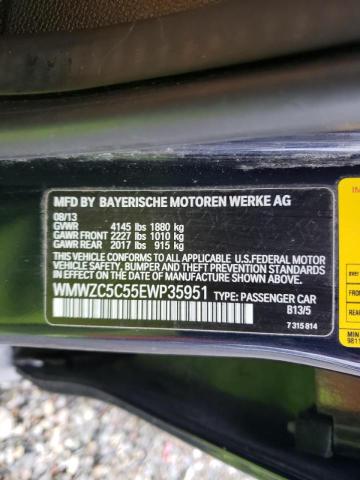 MFD BY BAYERISCHE MOTOREN WERKE AG
08/13
GVWR 4145 lbs 1880 kg
GAWR FRONT 2227 lbs 1010 kg
GAWR REAR 2017 lbs 915 kg
THIS VEHICLE CONFORMS TO ALL APPLICABLE U.S. FEDERAL MOTOR
VEHICLE SAFETY, BUMPER AND THEFT PREVENTION STANDARDS
IN EFFECT ON THE DATE OF MANUFACTURE SHOWN ABOVE.
WMWZC5C55EWP35951 TYPE: PASSENGER CAR
B13/5
7 315 814